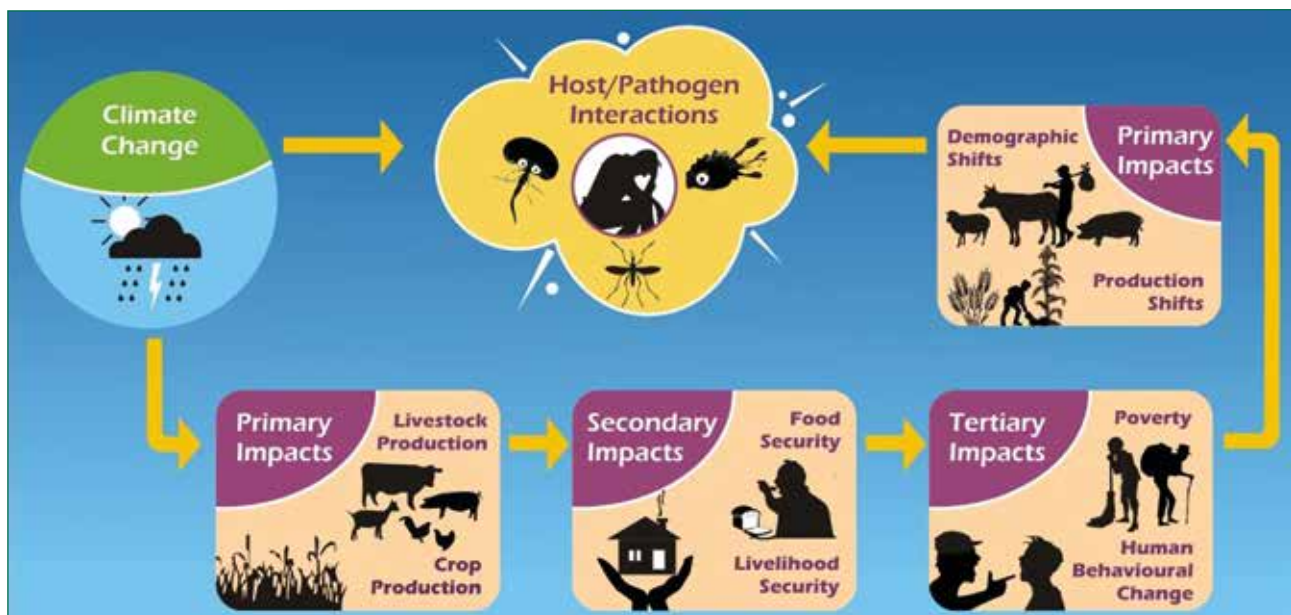 Climate
Change
Host/Pathogen
Interactions
Demographic
Shifts
Primary
Impacts
Production
Shifts
Primary
Impacts
Livestock
Production
Crop
Production
Secondary
Impacts
Food
Security
Livelihood
Security
Tertiary
Impacts
Poverty
Human
Behavioural
Change